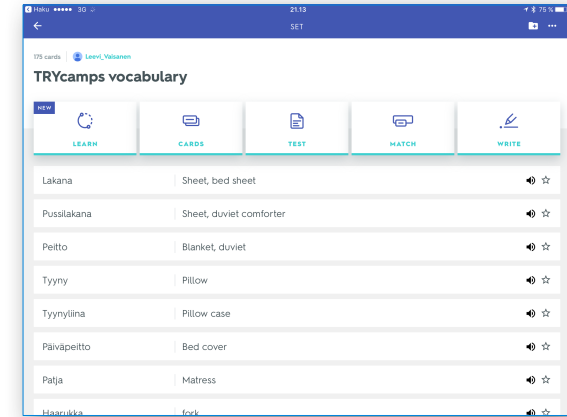 Haku 3G 21.13 75 %
SET
175 cards Leevi_Vaisanen
TRYcamps vocabulary
NEW
LEARN CARDS TEST MATCH WRITE
Lakana Sheet, bed sheet
Pussilakana Sheet, duviet comforter
Peitto Blanket, duviet
Tyyny Pillow
Tyynyliina Pillow case
Päiväpeitto Bed cover
Patja Matress
Haarukka fork